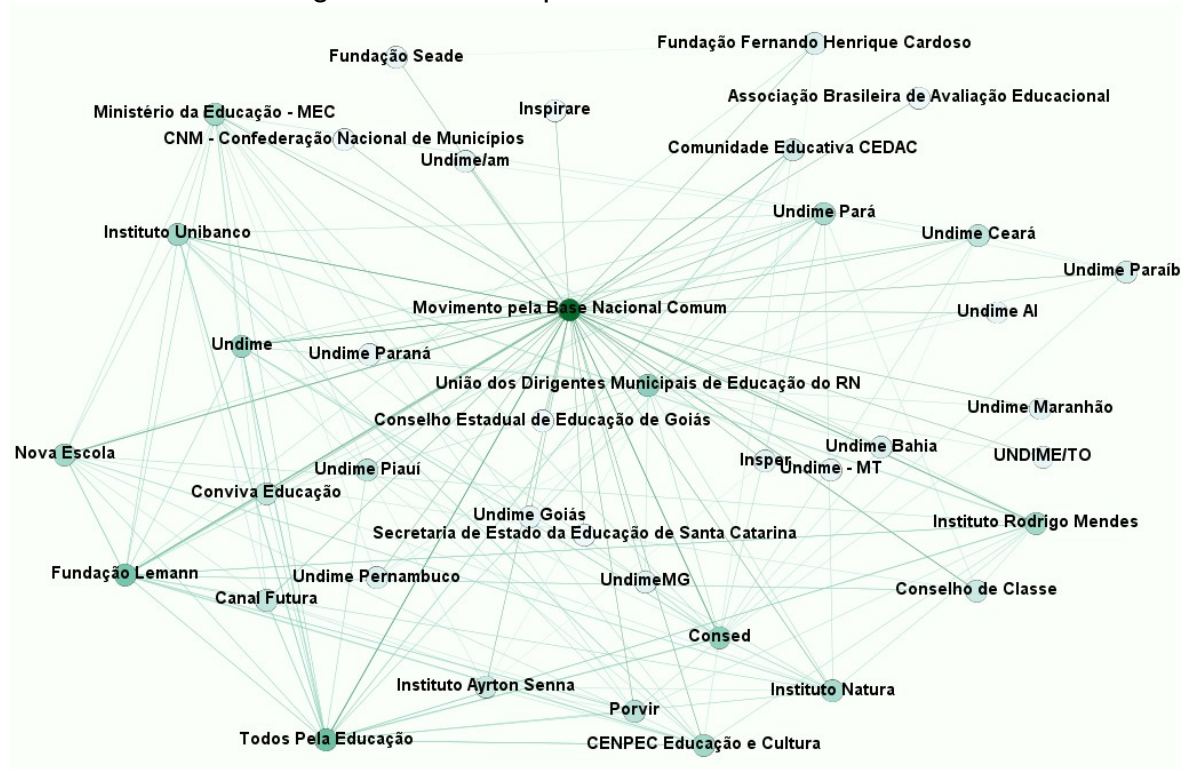 Fundação Fernando Henrique Cardoso
Fundação Seade
Associação Brasileira de Avaliação Educacional
Inspirare
Ministério da Educação - MEC
CNM - Confederação Nacional de Municípios
Comunidade Educativa CEDAC
Undime/am
Undime Pará
Instituto Unibanco
Undime Ceará
Undime Paraíb
Movimento pela Base Nacional Comum
Undime Al
Undime
Undime Paraná
União dos Dirigentes Municipais de Educação do RN
Undime Maranhão
Conselho Estadual de Educação de Goiás
Undime Bahia
Nova Escola
UNDIME/TO
Insper
Undime - MT
Undime Piauí
Conviva Educação
Undime Goiás
Instituto Rodrigo Mendes
Secretaria de Estado da Educação de Santa Catarina
Fundação Lemann
Undime Pernambuco
UndimeMG
Conselho de Classe
Canal Futura
Consed
Instituto Ayrton Senna
Instituto Natura
Porvir
Todos Pela Educação
CENPEC Educação e Cultura